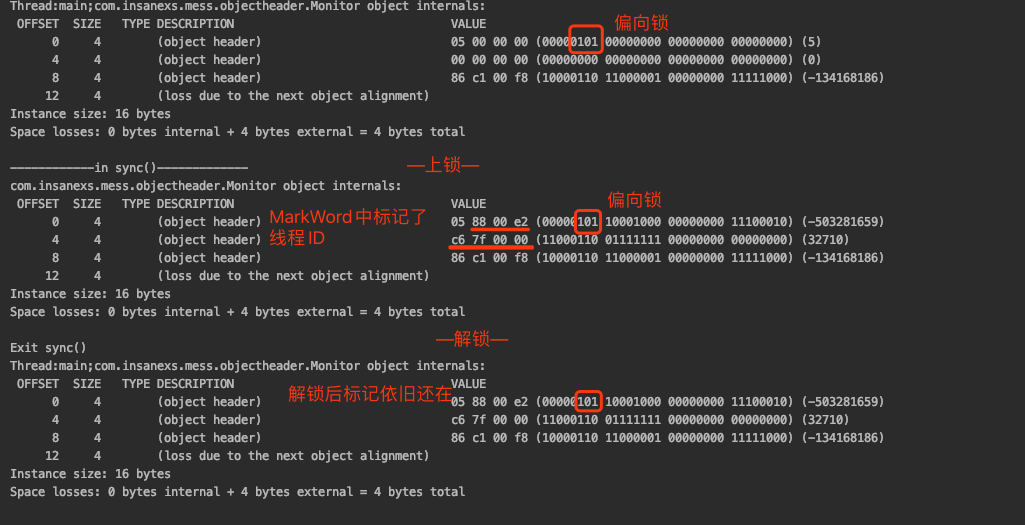 Thread:main;com.insanexs.mess.objectheader.Monitor object internals:
偏向锁
OFFSET SIZE TYPE DESCRIPTION VALUE
0 4 (object header) 05 00 00 00 (00000101 00000000 00000000 00000000) (5)
4 4 (object header) 00 00 00 00 (00000000 00000000 00000000 00000000) (0)
8 4 (object header) 86 c1 00 f8 (10000110 11000001 00000000 11111000) (-134168186)
12 4 (loss due to the next object alignment)
Instance size: 16 bytes
Space losses: 0 bytes internal + 4 bytes external = 4 bytes total
————————————in sync()—————————————
—上锁—
com.insanexs.mess.objectheader.Monitor object internals:
偏向锁
OFFSET SIZE TYPE DESCRIPTION VALUE
MarkWord中标记了
线程ID
0 4 (object header) 05 88 00 e2 (00000101 10001000 00000000 11100010) (-503281659)
4 4 (object header) c6 7f 00 00 (11000110 01111111 00000000 00000000) (32710)
8 4 (object header) 86 c1 00 f8 (10000110 11000001 00000000 11111000) (-134168186)
12 4 (loss due to the next object alignment)
Instance size: 16 bytes
Space losses: 0 bytes internal + 4 bytes external = 4 bytes total
—解锁—
Exit sync()
Thread:main;com.insanexs.mess.objectheader.Monitor object internals:
OFFSET SIZE TYPE DESCRIPTION VALUE
解锁后标记依旧还在
0 4 (object header) 05 88 00 e2 (00000101 10001000 00000000 11100010) (-503281659)
4 4 (object header) c6 7f 00 00 (11000110 01111111 00000000 00000000) (32710)
8 4 (object header) 86 c1 00 f8 (10000110 11000001 00000000 11111000) (-134168186)
12 4 (loss due to the next object alignment)
Instance size: 16 bytes
Space losses: 0 bytes internal + 4 bytes external = 4 bytes total